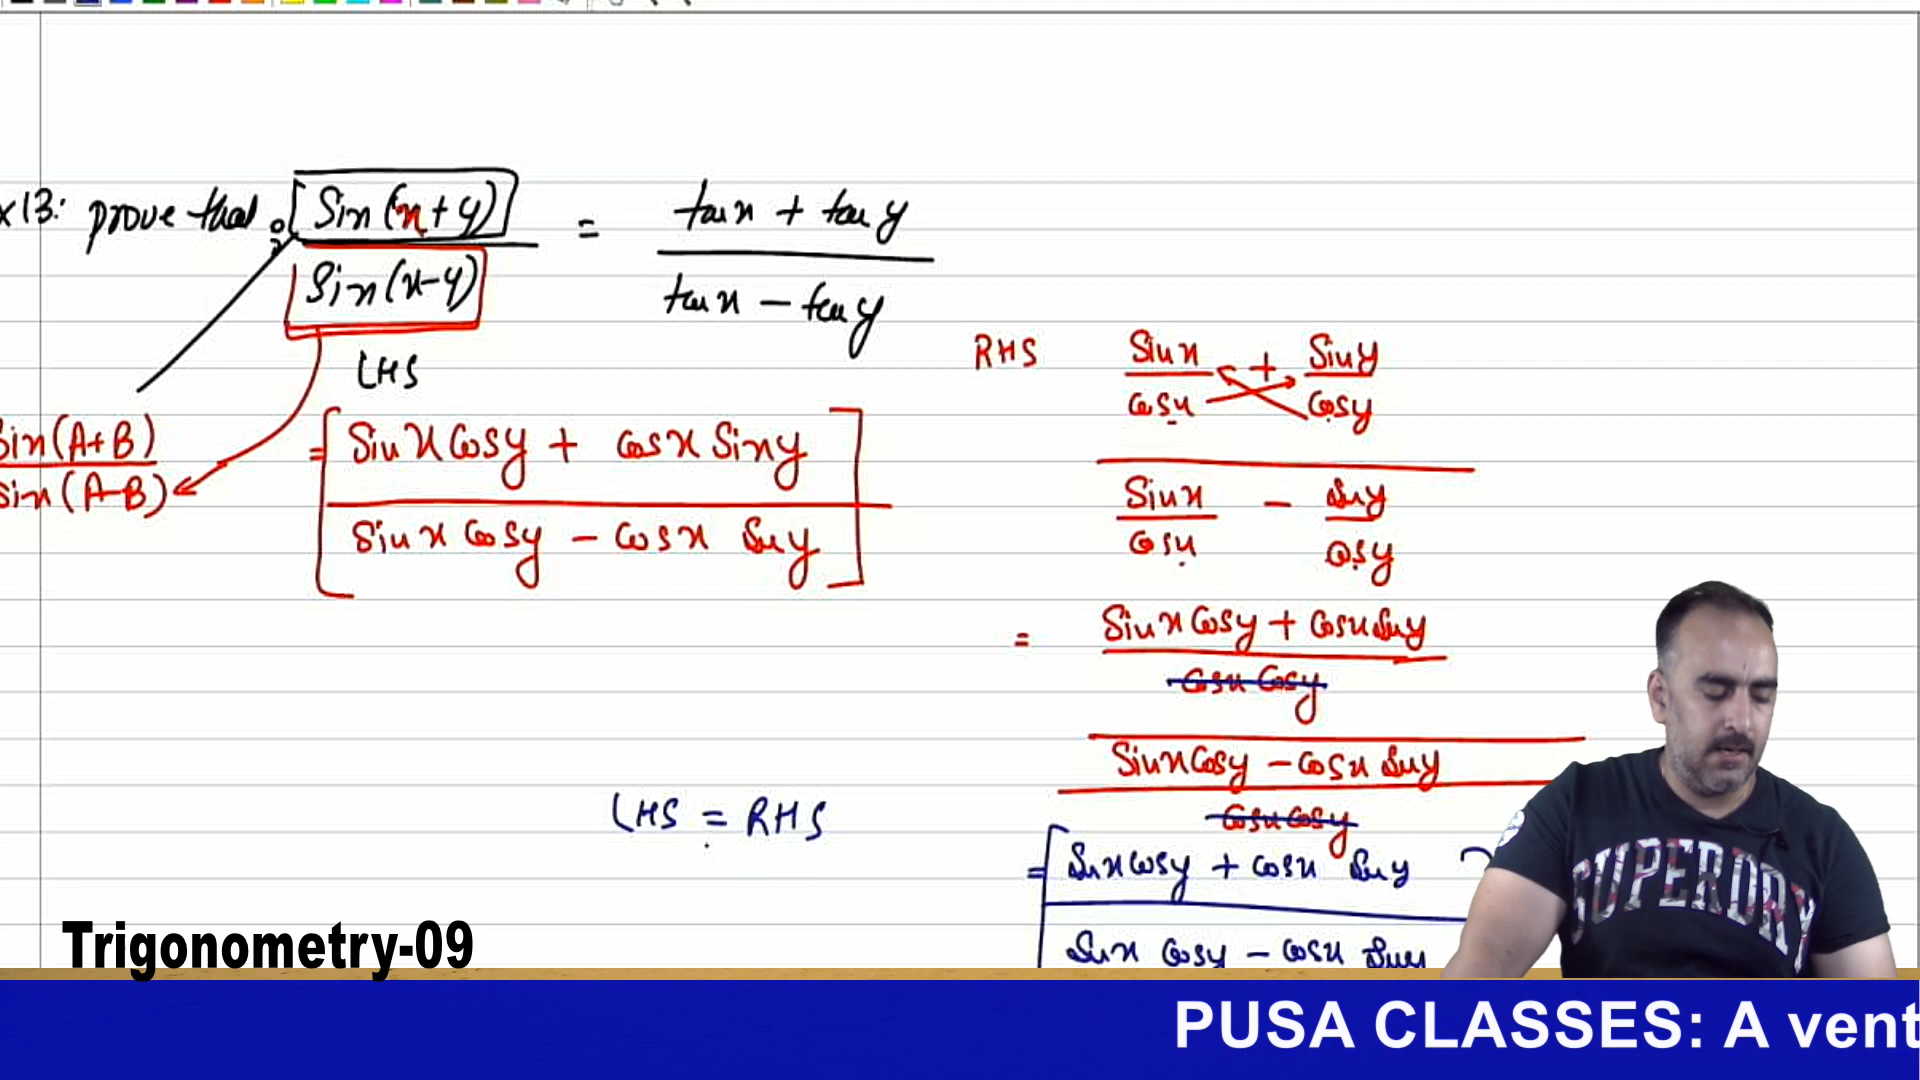 x13: prove that : Sin(x+y) = tan x + tan y
Sin(x-y) tan x - tan y
LHS
Sin(A+B)
Sin(A-B)
= Sin x Cos y + Cos x Sin y
Sin x Cos y - Cos x Sin y
LHS = RHS
RHS Sin x + Sin y
Cos x Cos y
Sin x - Sin y
Cos x Cos y
= Sin x Cos y + Cos x Sin y
Cos x Cos y
Sin x Cos y - Cos x Sin y
Cos x Cos y
= Sin x Cos y + Cos x Sin y
Sin x Cos y - Cos x Sin y
SUPERDRY
Trigonometry-09
PUSA CLASSES: A vent